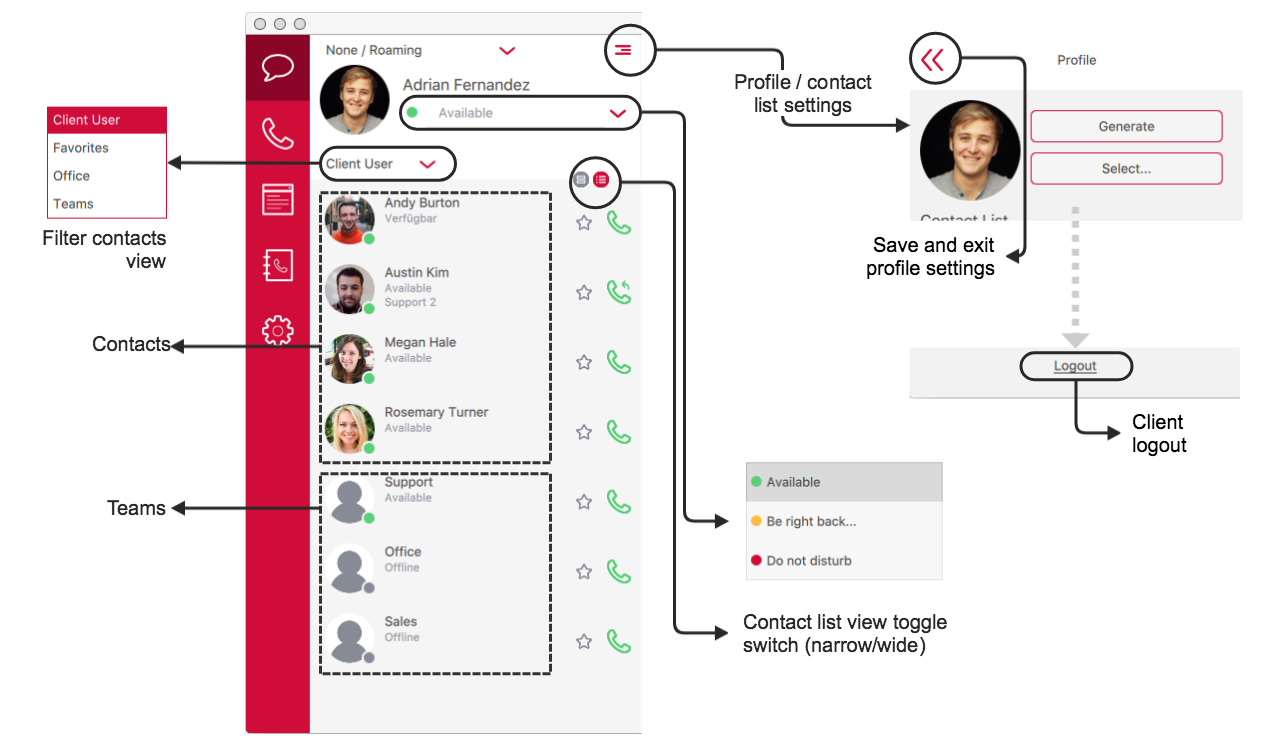 None / Roaming
Adrian Fernandez
Available
Client User
Client User
Favorites
Office
Teams
Filter contacts
view
Contacts
Teams
Andy Burton
Verfügbar
Austin Kim
Available
Support 2
Megan Hale
Available
Rosemary Turner
Available
Support
Available
Office
Offline
Sales
Offline
Profile / contact
list settings
Profile
Generate
Select...
Contact List
Save and exit
profile settings
Logout
Client
logout
Available
Be right back...
Do not disturb
Contact list view toggle
switch (narrow/wide)